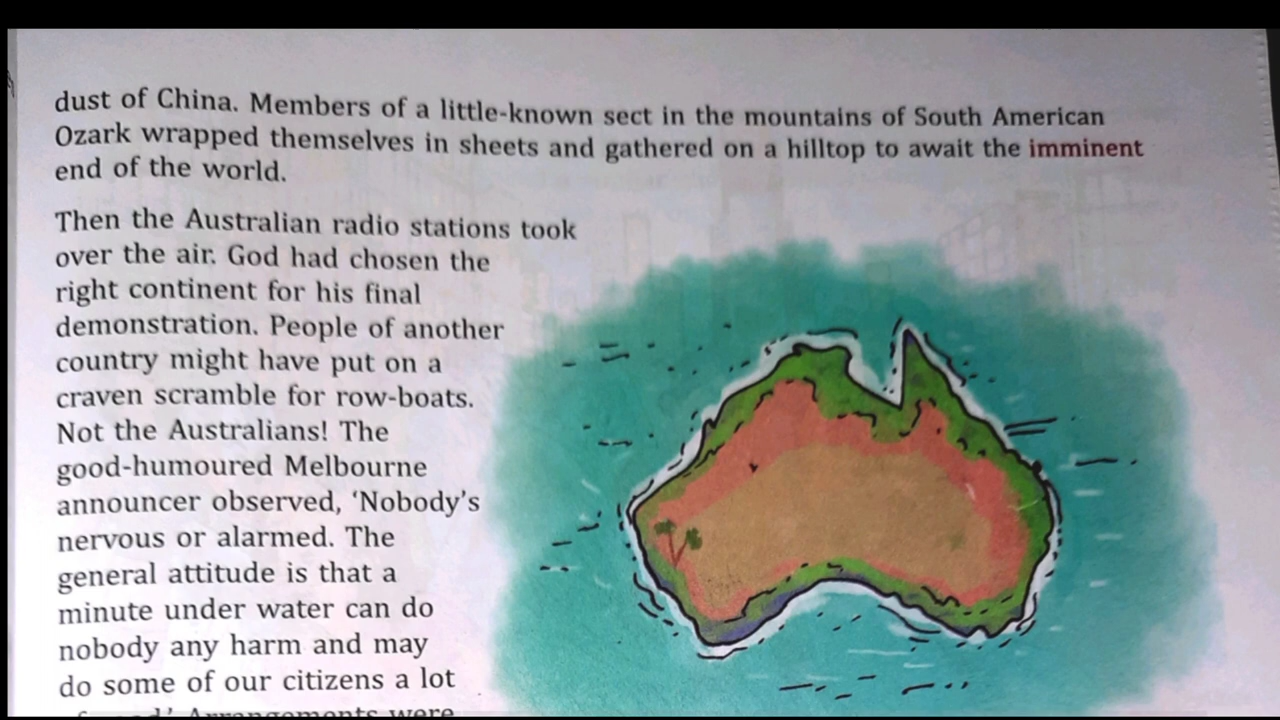 dust of China. Members of a little-known sect in the mountains of South American
Ozark wrapped themselves in sheets and gathered on a hilltop to await the imminent
end of the world.
Then the Australian radio stations took
over the air. God had chosen the
right continent for his final
demonstration. People of another
country might have put on a
craven scramble for row-boats.
Not the Australians! The
good-humoured Melbourne
announcer observed, ‘Nobody’s
nervous or alarmed. The
general attitude is that a
minute under water can do
nobody any harm and may
do some of our citizens a lot
Arrangements were